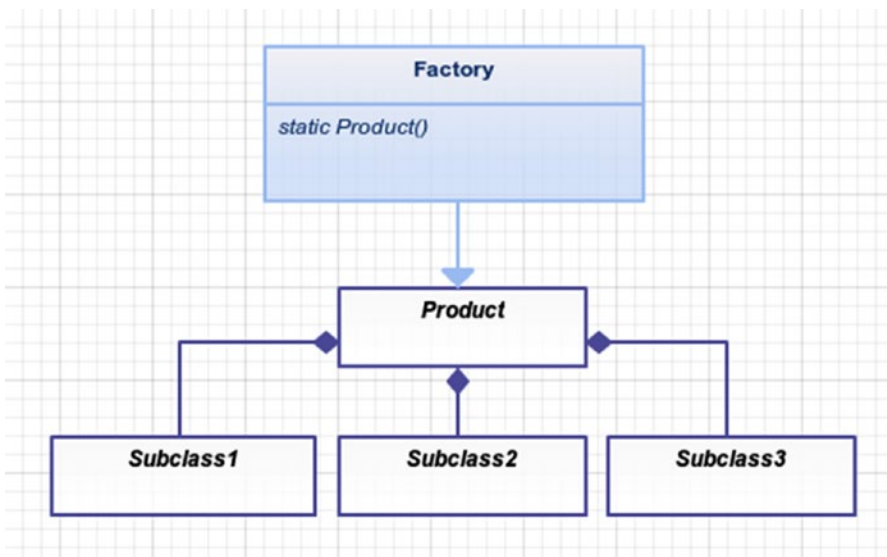 Factory
static Product()
Product
Subclass1
Subclass2
Subclass3